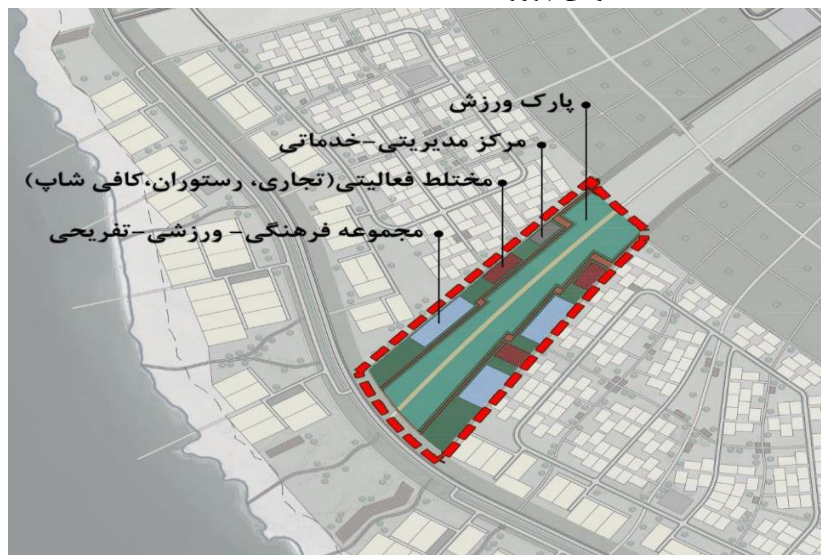 پارک ورزش
مرکز مدیریتی-خدماتی
مختلط فعالیتی(تجاری، رستوران،کافی شاپ)
مجموعه فرهنگی- ورزشی-تفریحی